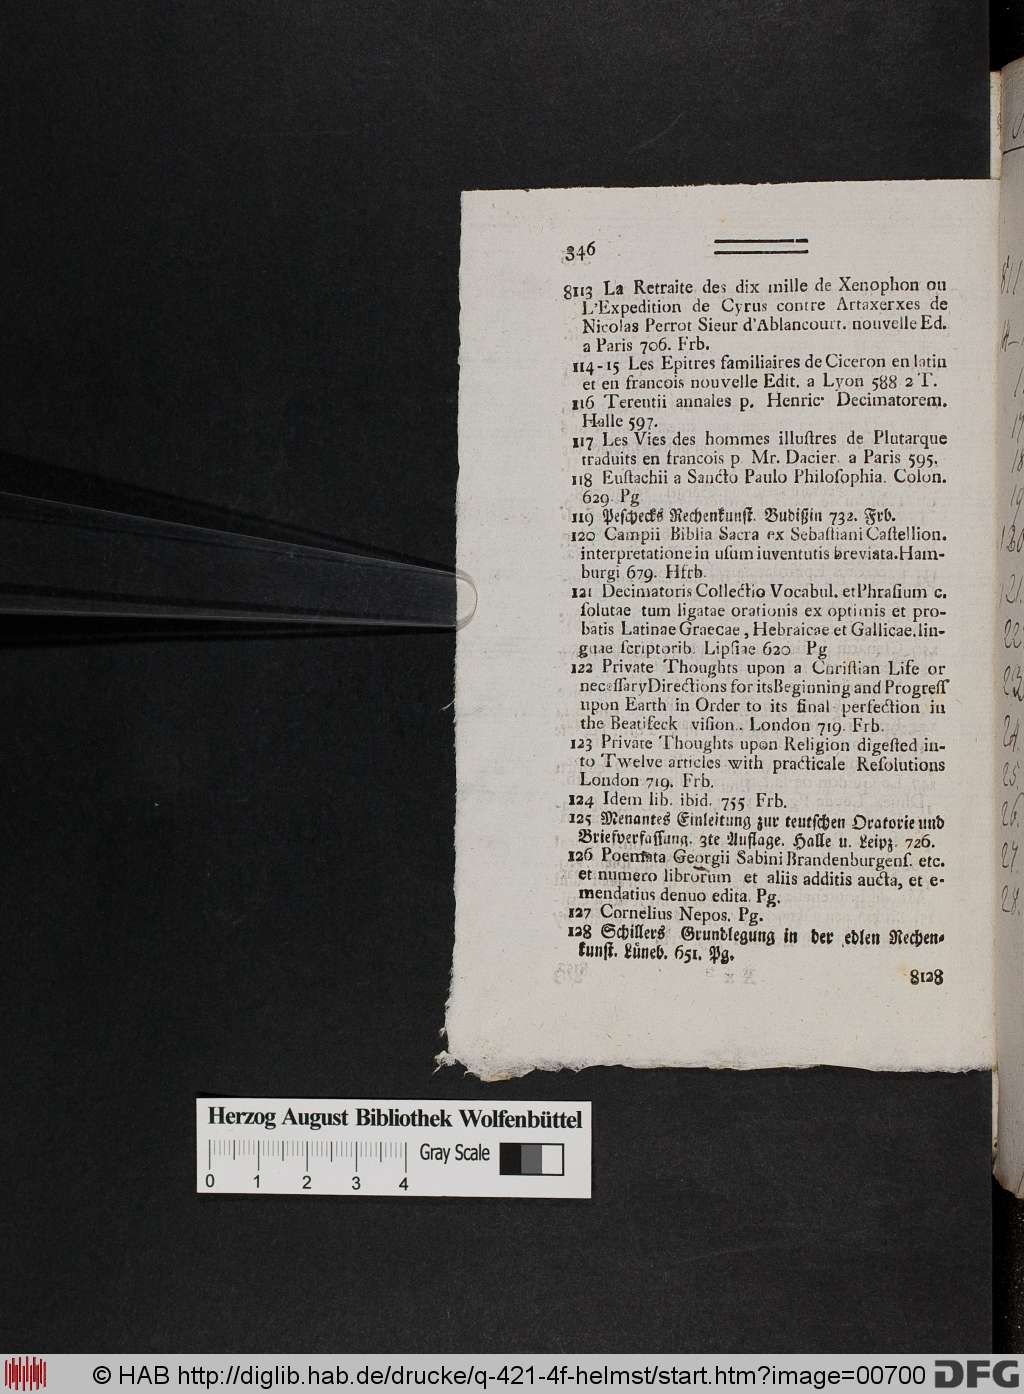 346
8113 La Retraite des dix mille de Xenophon ou
L'Expedition de Cyrus contre Artaxerxes de
Nicolas Perrot Sieur d'Ablancourt. nouvelle Ed.
a Paris 706. Frb.
114-15 Les Epitres familiaires de Ciceron en latin
et en francois nouvelle Edit. a Lyon 588 2 T.
116 Terentii annales p. Henric· Decimatorem.
Halle 597.
117 Les Vies des hommes illuſtres de Plutarque
traduits en francois p Mr. Dacier. a Paris 595.
118 Euſtachii a Sancto Paulo Philoſophia. Colon.
629. Pg
119 Peſchecks Rechenkunſt. Budißin 732. Frb.
120 Campii Biblia Sacra ex Sebaſtiani Caſtellion.
interpretatione in uſum iuventutis breviata. Ham-
burgi 679. Hfrb.
121 Decimatoris Collectio Vocabul. et Phraſium c.
ſolutae tum ligatae orationis ex optimis et pro-
batis Latinae Graecae, Hebraicae et Gallicae. lin-
guae ſcriptorib. Lipſiae 620 Pg
122 Private Thoughts upon a Chriſtian Life or
neceſſary Directions for its Beginning and Progreſſ
upon Earth in Order to its final perfection in
the Beatifeck viſion. London 719. Frb.
123 Private Thoughts upon Religion digeſted in-
to Twelve articles with practicale Reſolutions
London 719. Frb.
124 Idem lib. ibid. 755 Frb.
125 Menantes Einleitung zur teutſchen Oratorie und
Briefverfaſſung. 3te Auflage. Halle u. Leipz. 726.
126 Poemata Georgii Sabini Brandenburgenſ. etc.
et numero librorum et aliis additis aucta, et e-
mendatius denuo edita. Pg.
127 Cornelius Nepos. Pg.
128 Schillers Grundlegung in der edlen Rechen-
kunſt. Lüneb. 651. Pg.
8128
Herzog August Bibliothek Wolfenbüttel
Gray Scale
0 1 2 3 4
© HAB http://diglib.hab.de/drucke/q-421-4f-helmst/start.htm?image=00700
DFG